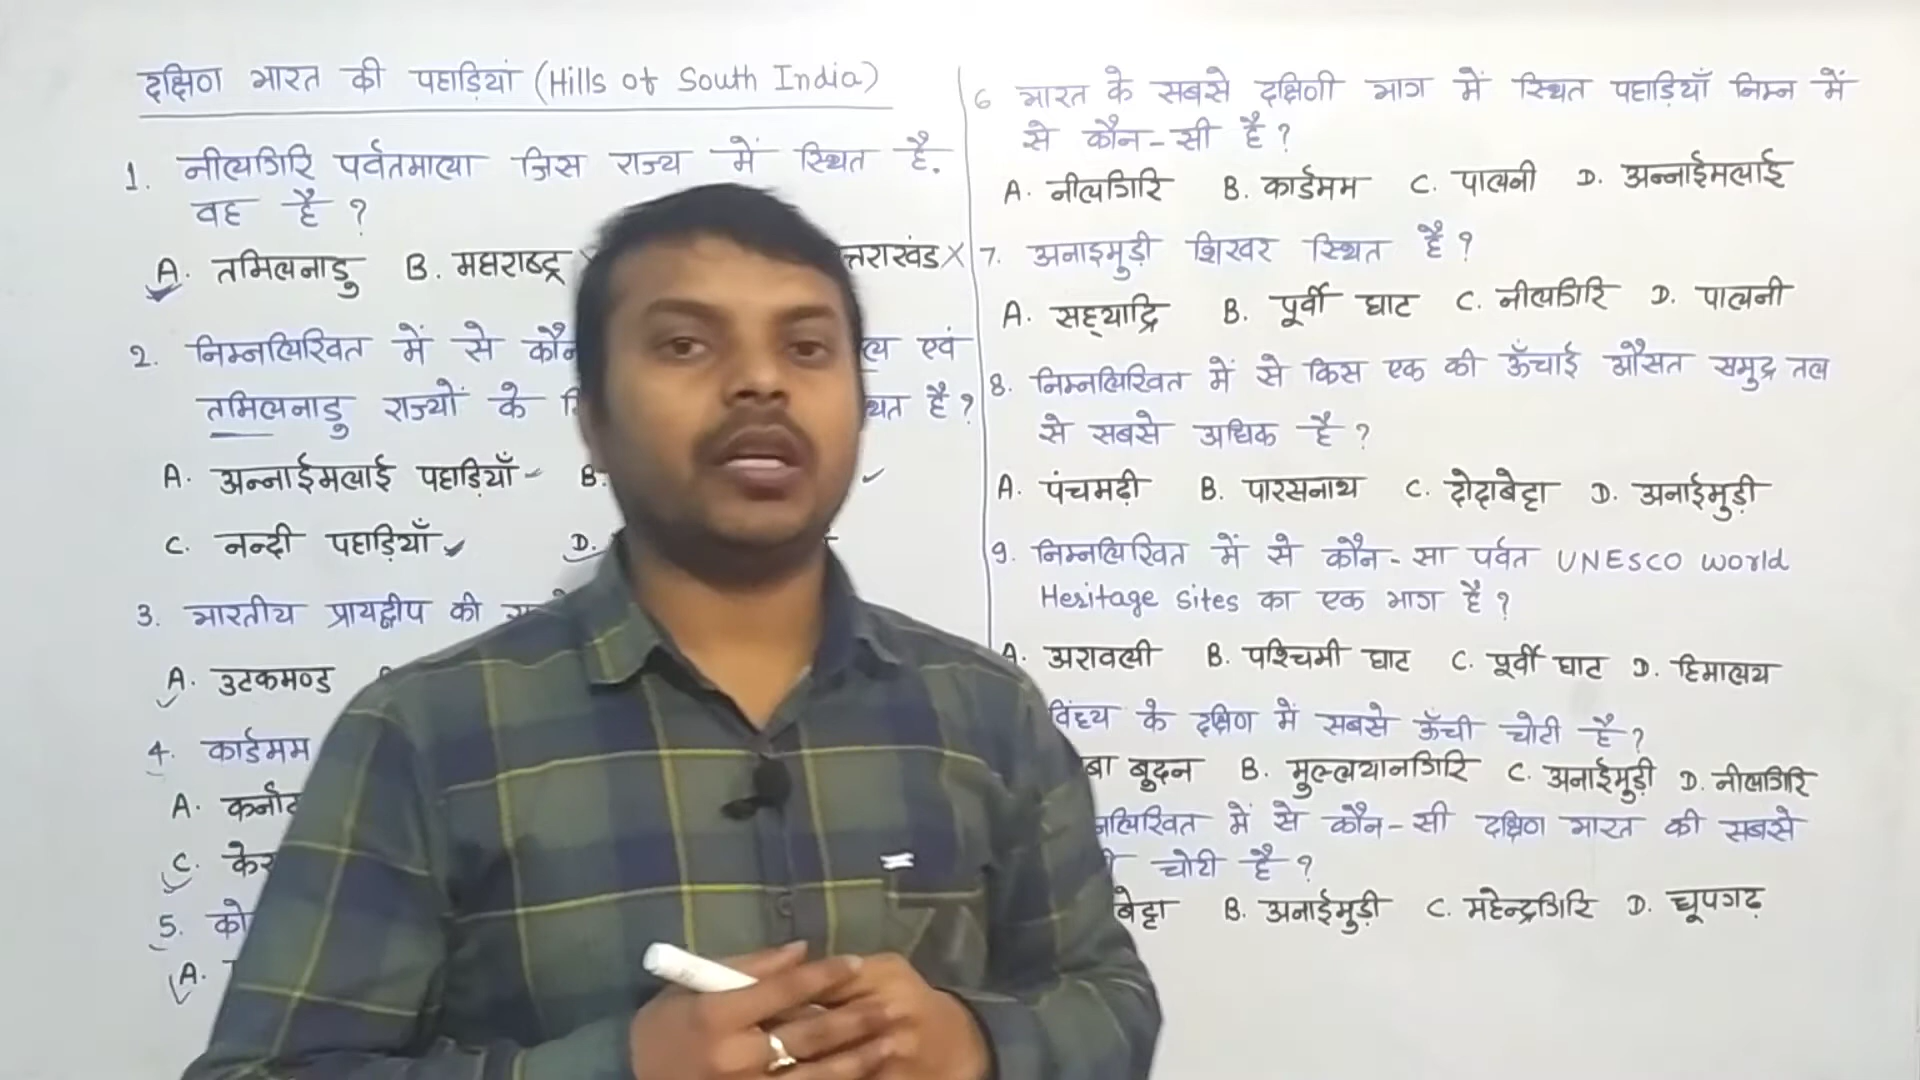 दक्षिण भारत की पहाड़ियां (Hills of South India)
1. नीलगिरि पर्वतमाला जिस राज्य में स्थित है.
वह है ?
A. तमिलनाडु B. महाराष्ट्र
त्तराखंड X
2. निम्नलिखित में से कौन
एवं
तमिलनाडु राज्यों के
है ?
A. अन्नाईमलाई पहाड़ियाँ B.
C. नन्दी पहाड़ियाँ D.
3. भारतीय प्रायद्वीप की
A. उटकमण्ड
4. कार्डमम
A. कर्नाट
C. केर
5. को
A.
6 भारत के सबसे दक्षिणी भाग में स्थित पहाड़ियाँ निम्न में
से कौन-सी है ?
A. नीलगिरि B. कार्डमम C. पालनी D. अन्नाईमलाई
7. अनाइमुड़ी शिखर स्थित है ?
A. सह्याद्रि B. पूर्वी घाट C. नीलगिरि D. पालनी
8. निम्नलिखित में से किस एक की ऊँचाई औसत समुद्र तल
से सबसे अधिक है ?
A. पंचमढ़ी B. पारसनाथ C. दोदाबेट्टा D. अनाईमुड़ी
9. निम्नलिखित में से कौन-सा पर्वत UNESCO World
Heritage Sites का एक भाग है ?
A. अरावली B. पश्चिमी घाट C. पूर्वी घाट D. हिमालय
विंध्य के दक्षिण में सबसे ऊँची चोटी है ?
बा बुदन B. मुल्लयानगिरि C. अनाईमुड़ी D. नीलगिरि
म्नलिखित में से कौन-सी दक्षिण भारत की सबसे
चोटी है ?
बेट्टा B. अनाईमुड़ी C. महेन्द्रगिरि D. धूपगढ़